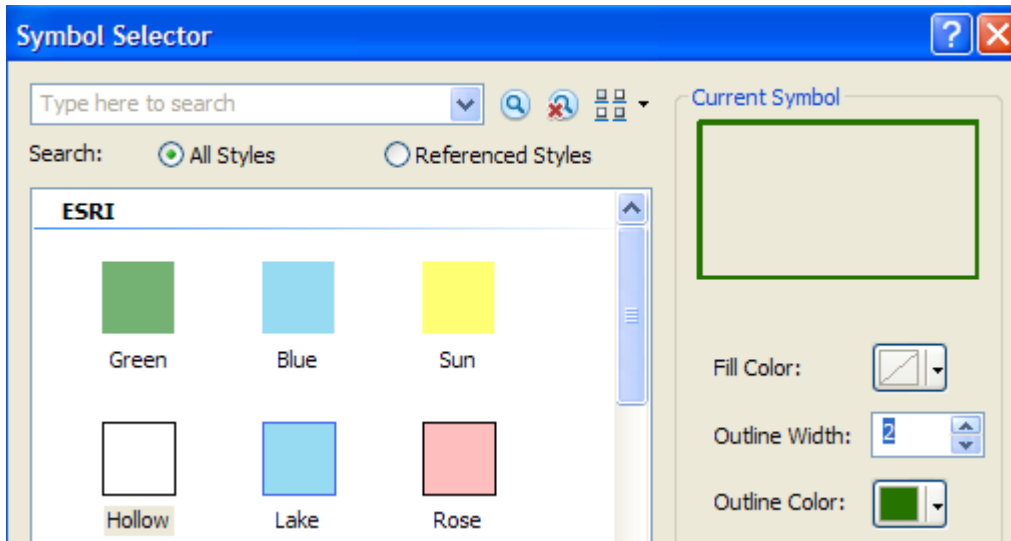 Symbol Selector
Type here to search
Search: All Styles Referenced Styles
ESRI
Green Blue Sun
Hollow Lake Rose
Current Symbol
Fill Color:
Outline Width: 2
Outline Color: